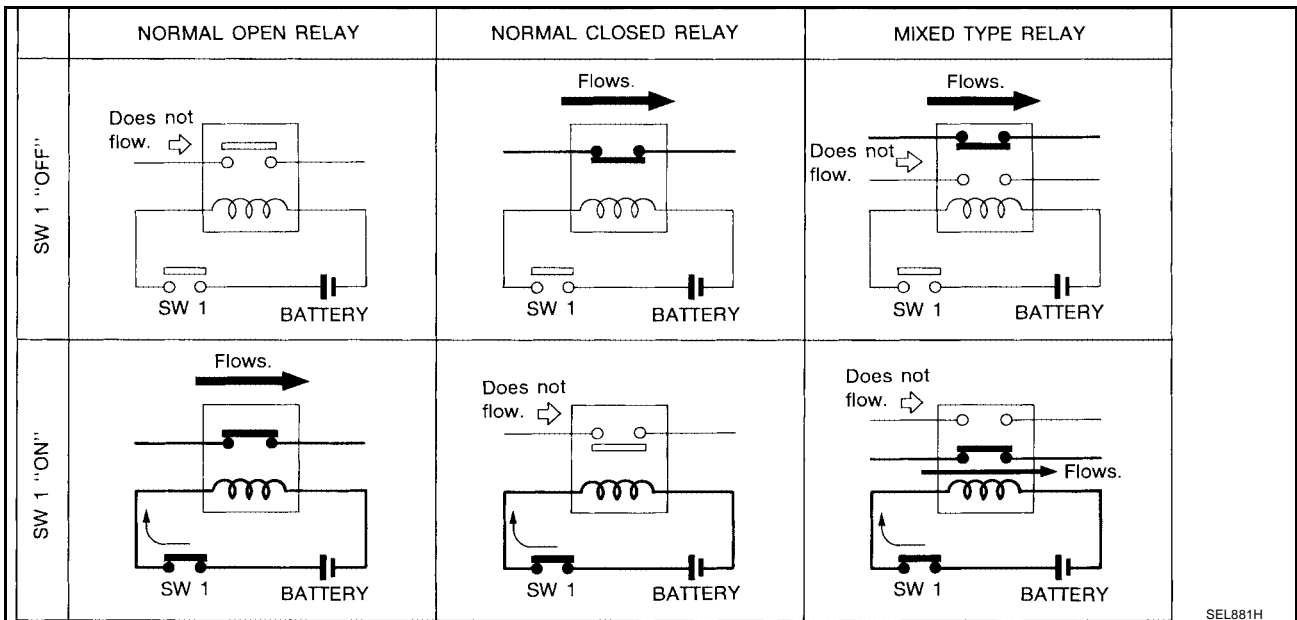 NORMAL OPEN RELAY
NORMAL CLOSED RELAY
MIXED TYPE RELAY
SW 1 "OFF"
Does not
flow.
SW 1
BATTERY
Flows.
SW 1
BATTERY
Flows.
Does not
flow.
SW 1
BATTERY
SW 1 "ON"
Flows.
SW 1
BATTERY
Does not
flow.
SW 1
BATTERY
Does not
flow.
Flows.
SW 1
BATTERY
SEL881H